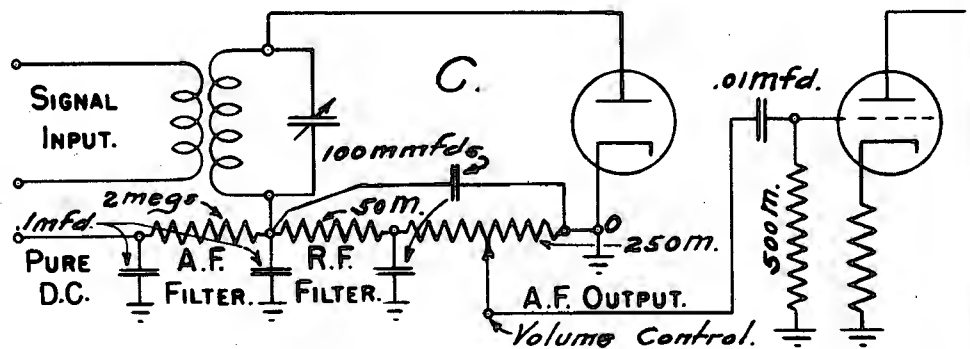 C.
SIGNAL
INPUT.
.01mfd.
100mmfds
2megs
50M.
.1mfd.
O
250M.
500M.
PURE
D.C.
A.F.
FILTER.
R.F.
FILTER.
A.F. OUTPUT.
Volume Control.